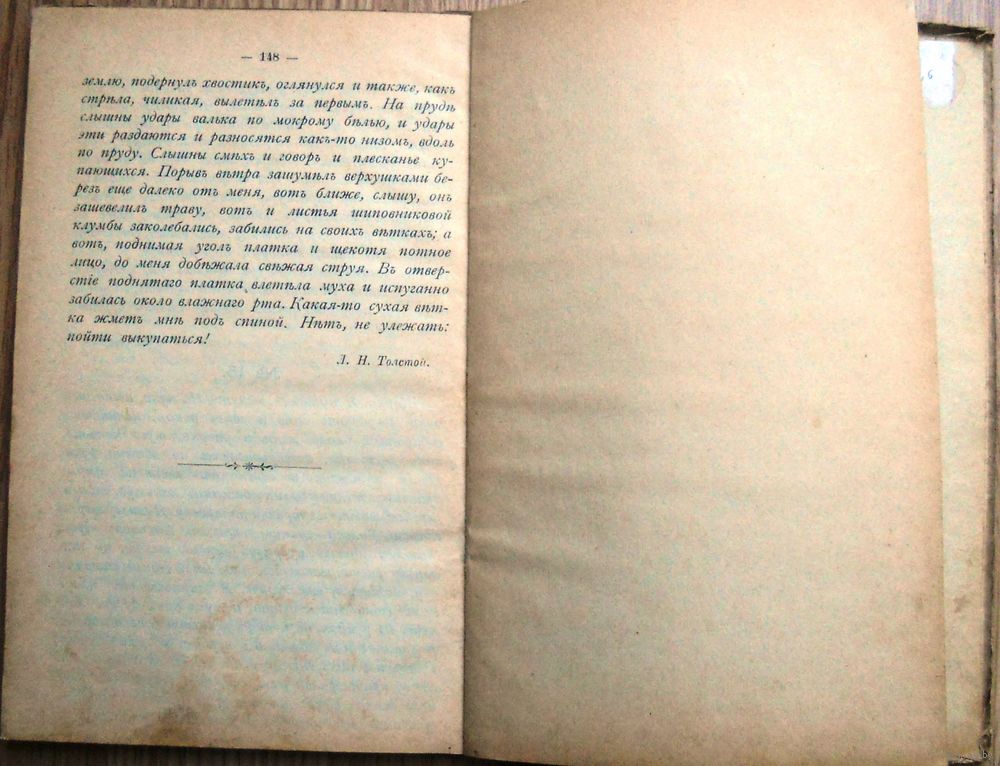 — 148 —
землю, подернулъ хвостикъ, оглянулся и также, какъ
стрѣла, чиликая, вылетѣлъ за первымъ. На прудѣ
слышны удары валька по мокрому бѣлью, и удары
эти раздаются и разносятся какъ-то низомъ, вдоль
по пруду. Слышны смѣхъ и говоръ и плесканье ку-
пающихся. Порывъ вѣтра зашумѣлъ верхушками бе-
резъ еще далеко отъ меня, вотъ ближе, слышу, онъ
зашевелилъ траву, вотъ и листья шиповниковой
клумбы заколебались, забились на своихъ вѣткахъ; а
вотъ, поднимая уголъ платка и щекотя потное
лицо, до меня добѣжала свѣжая струя. Въ отвер-
стіе поднятаго платка влетѣла муха и испуганно
забилась около влажнаго рта. Какая-то сухая вѣт-
ка жметъ мнѣ подъ спиной. Нѣтъ, не улежать:
пойти выкупаться!
Л. Н. Толстой.